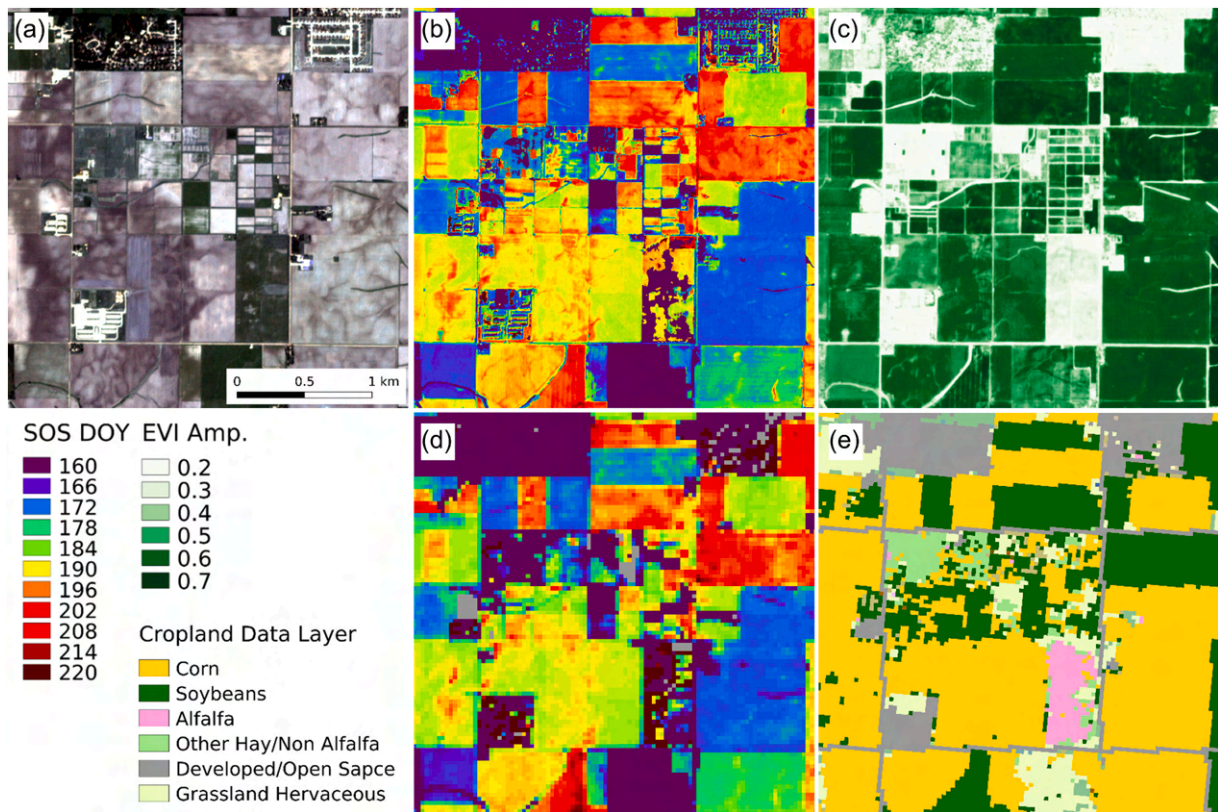 (a)
(b)
(c)
0 0.5 1 km
SOS DOY EVI Amp.
160 0.2
166 0.3
172 0.4
178 0.5
184 0.6
190 0.7
196
202
208
214
220
Cropland Data Layer
Corn
Soybeans
Alfalfa
Other Hay/Non Alfalfa
Developed/Open Sapce
Grassland Hervaceous
(d)
(e)